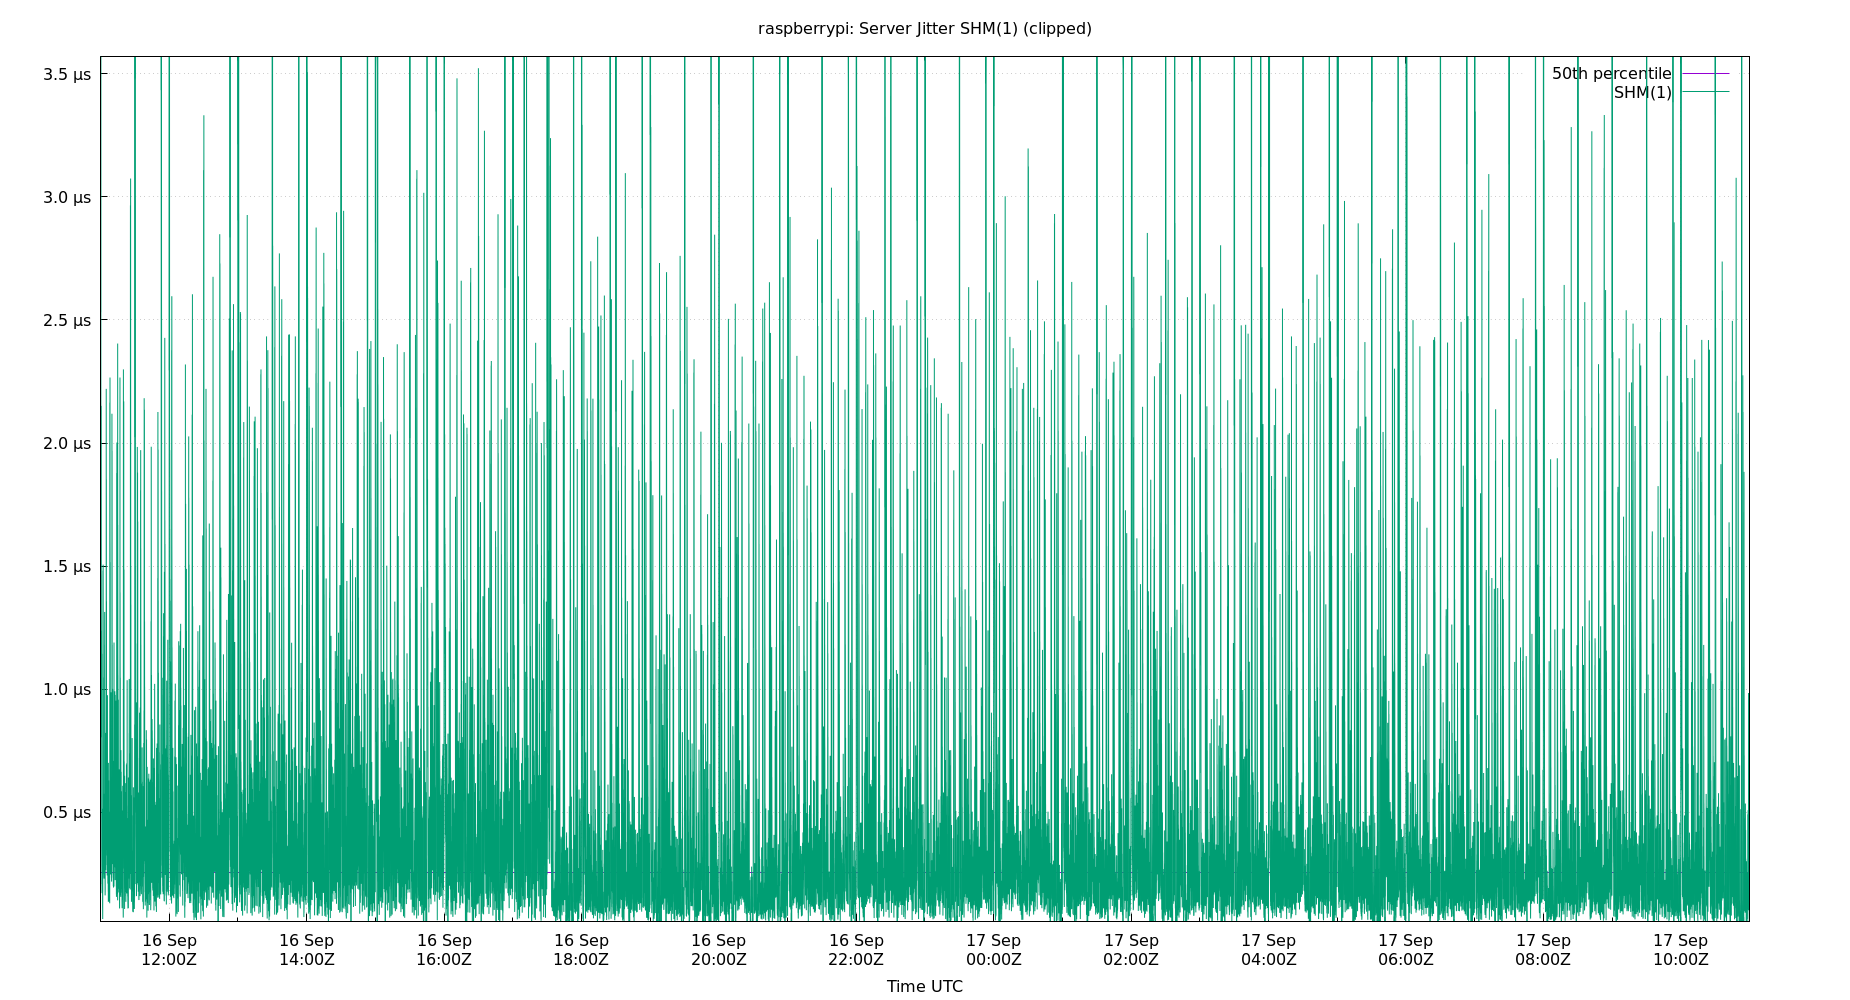 raspberrypi: Server Jitter SHM(1) (clipped)
50th percentile
SHM(1)
3.5 µs
3.0 µs
2.5 µs
2.0 µs
1.5 µs
1.0 µs
0.5 µs
16 Sep 16 Sep 16 Sep 16 Sep 16 Sep 16 Sep 17 Sep 17 Sep 17 Sep 17 Sep 17 Sep 17 Sep
12:00Z 14:00Z 16:00Z 18:00Z 20:00Z 22:00Z 00:00Z 02:00Z 04:00Z 06:00Z 08:00Z 10:00Z
Time UTC